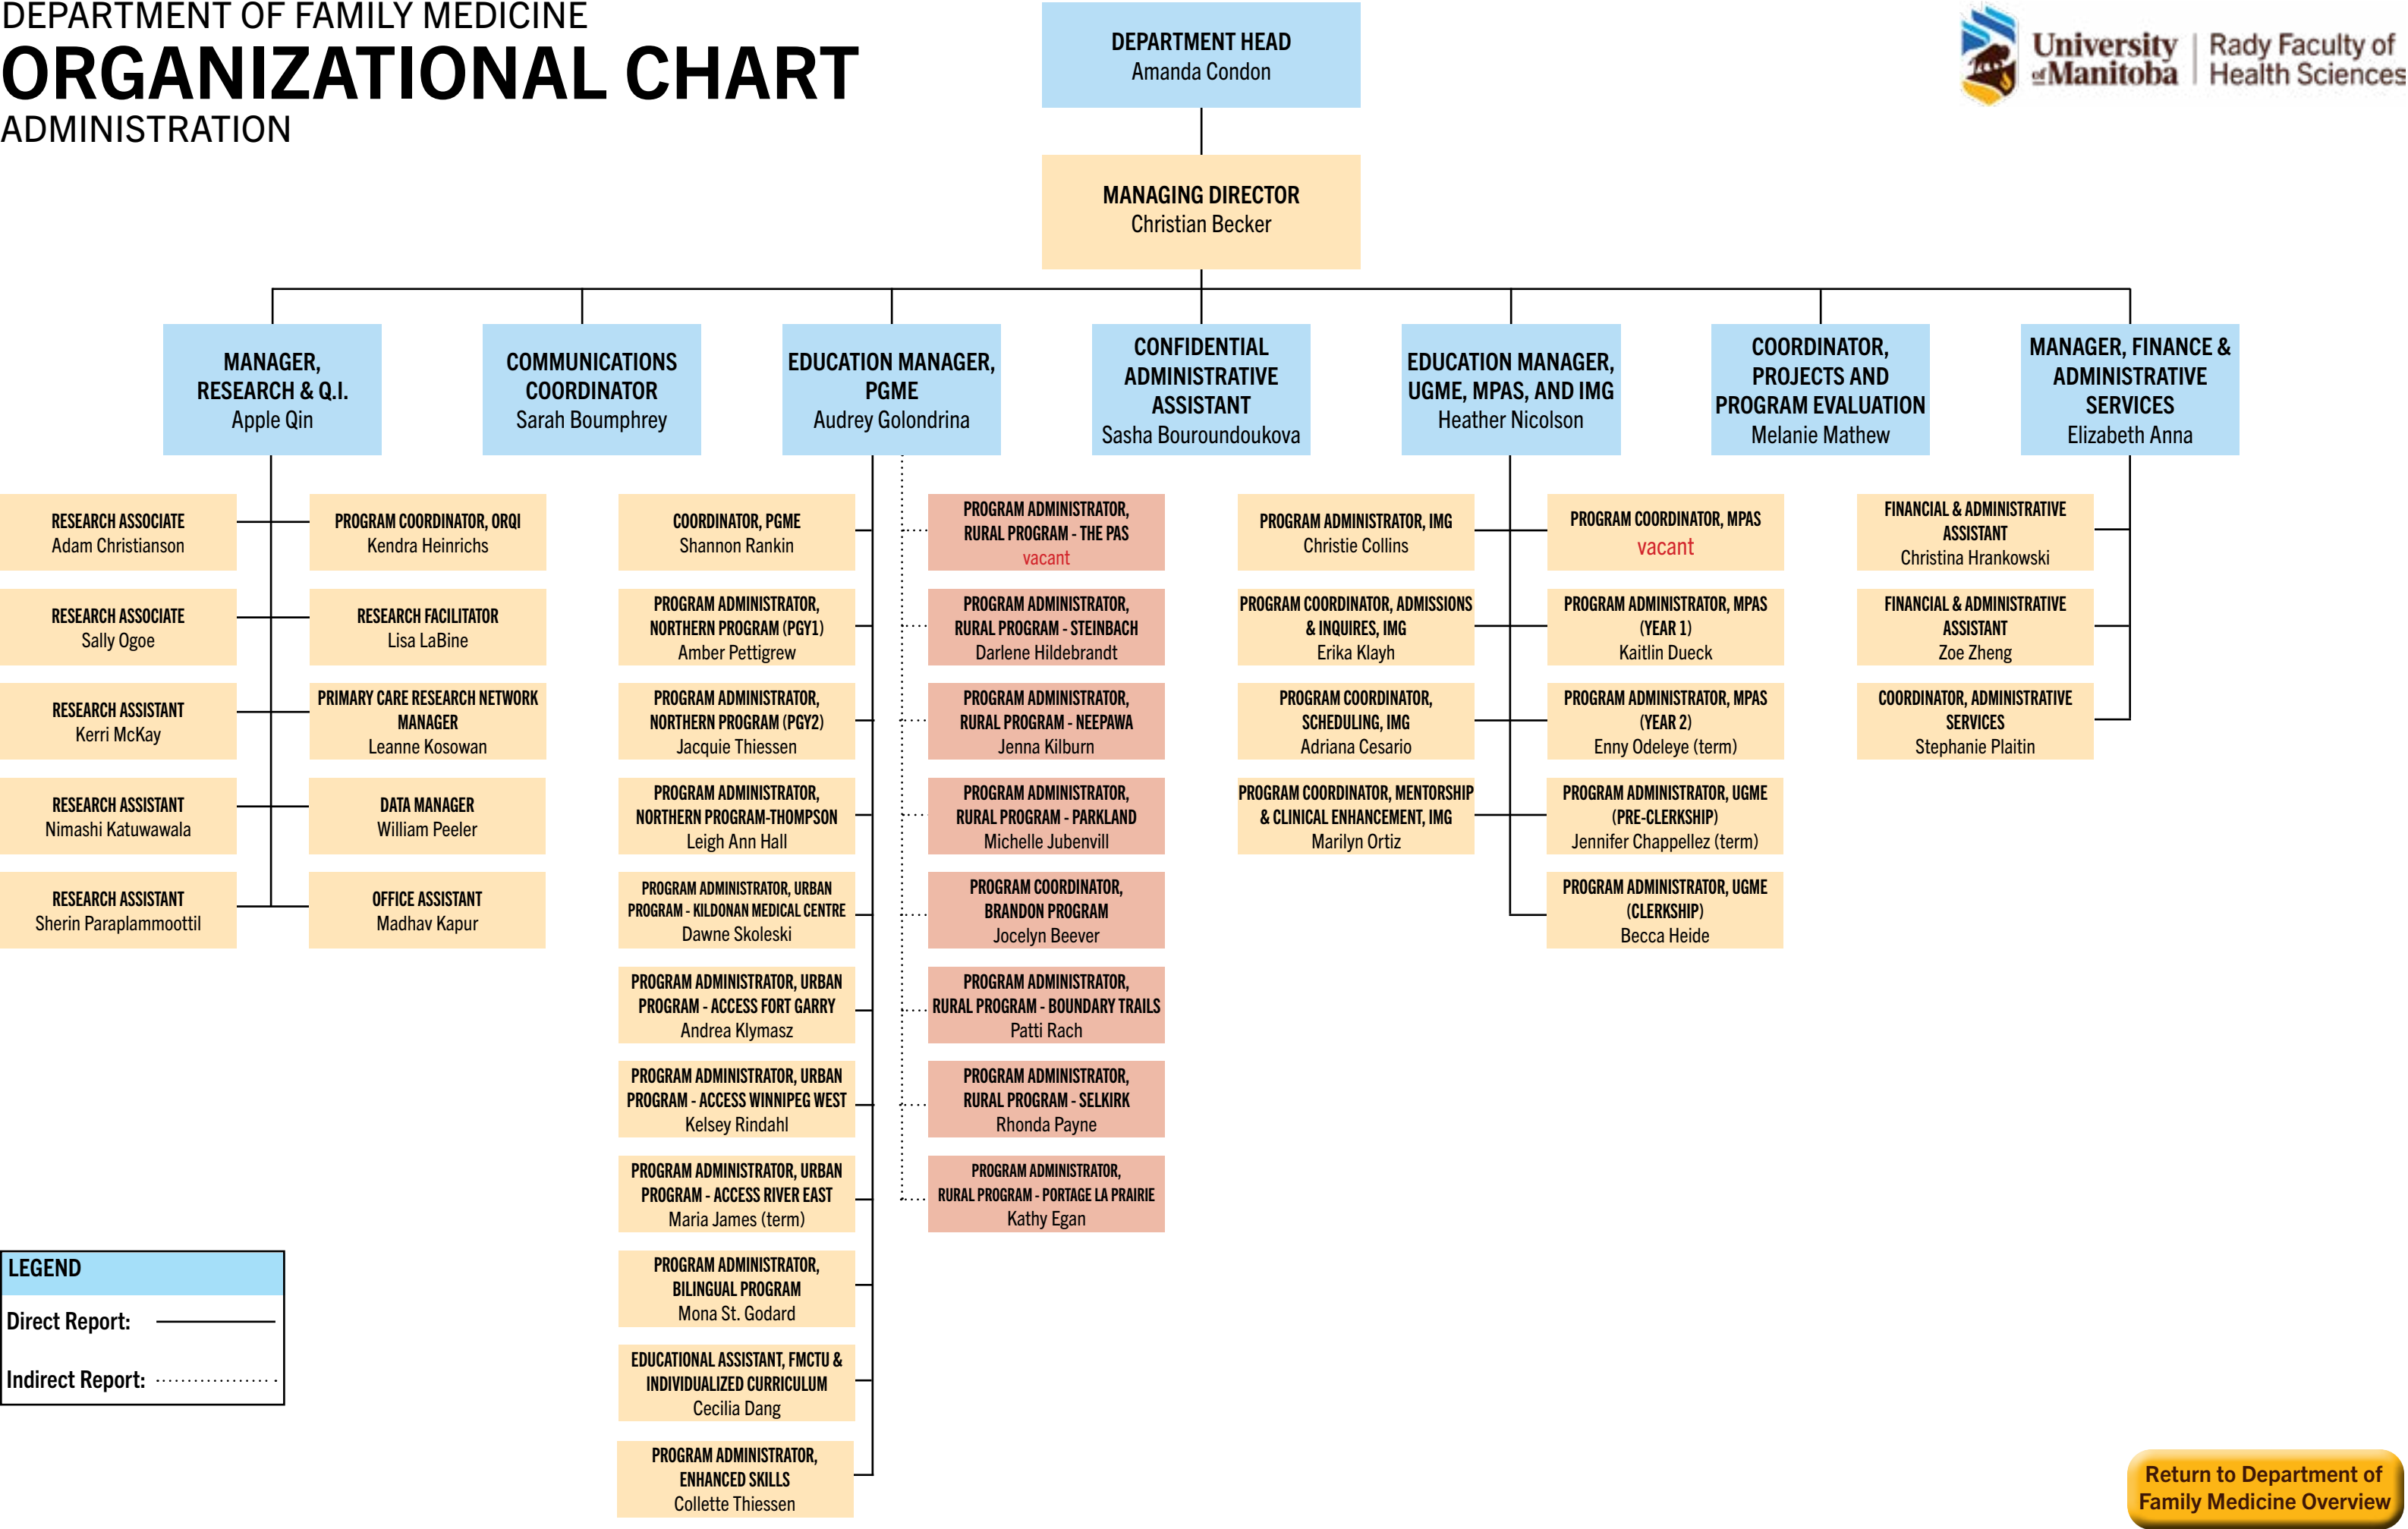 DEPARTMENT OF FAMILY MEDICINE
ORGANIZATIONAL CHART
ADMINISTRATION
DEPARTMENT HEAD
Amanda Condon
University
of Manitoba
Rady Faculty of
Health Sciences
MANAGING DIRECTOR
Christian Becker
MANAGER,
RESEARCH & Q.I.
Apple Qin
COMMUNICATIONS
COORDINATOR
Sarah Boumphrey
EDUCATION MANAGER,
PGME
Audrey Golondrina
CONFIDENTIAL
ADMINISTRATIVE
ASSISTANT
Sasha Bouroundoukova
EDUCATION MANAGER,
UGME, MPAS, AND IMG
Heather Nicolson
COORDINATOR,
PROJECTS AND
PROGRAM EVALUATION
Melanie Mathew
MANAGER, FINANCE &
ADMINISTRATIVE
SERVICES
Elizabeth Anna
RESEARCH ASSOCIATE
Adam Christianson
RESEARCH ASSOCIATE
Sally Ogoe
RESEARCH ASSISTANT
Kerri McKay
RESEARCH ASSISTANT
Nimashi Katuwawala
RESEARCH ASSISTANT
Sherin Paraplammoottil
PROGRAM COORDINATOR, ORQI
Kendra Heinrichs
RESEARCH FACILITATOR
Lisa LaBine
PRIMARY CARE RESEARCH NETWORK
MANAGER
Leanne Kosowan
DATA MANAGER
William Peeler
OFFICE ASSISTANT
Madhav Kapur
COORDINATOR, PGME
Shannon Rankin
PROGRAM ADMINISTRATOR,
NORTHERN PROGRAM (PGY1)
Amber Pettigrew
PROGRAM ADMINISTRATOR,
NORTHERN PROGRAM (PGY2)
Jacquie Thiessen
PROGRAM ADMINISTRATOR,
NORTHERN PROGRAM-THOMPSON
Leigh Ann Hall
PROGRAM ADMINISTRATOR, URBAN
PROGRAM - KILDONAN MEDICAL CENTRE
Dawne Skoleski
PROGRAM ADMINISTRATOR, URBAN
PROGRAM - ACCESS FORT GARRY
Andrea Klymasz
PROGRAM ADMINISTRATOR, URBAN
PROGRAM - ACCESS WINNIPEG WEST
Kelsey Rindahl
PROGRAM ADMINISTRATOR, URBAN
PROGRAM - ACCESS RIVER EAST
Maria James (term)
PROGRAM ADMINISTRATOR,
BILINGUAL PROGRAM
Mona St. Godard
EDUCATIONAL ASSISTANT, FMCTU &
INDIVIDUALIZED CURRICULUM
Cecilia Dang
PROGRAM ADMINISTRATOR,
ENHANCED SKILLS
Collette Thiessen
PROGRAM ADMINISTRATOR,
RURAL PROGRAM - THE PAS
vacant
PROGRAM ADMINISTRATOR,
RURAL PROGRAM - STEINBACH
Darlene Hildebrandt
PROGRAM ADMINISTRATOR,
RURAL PROGRAM - NEEPAWA
Jenna Kilburn
PROGRAM ADMINISTRATOR,
RURAL PROGRAM - PARKLAND
Michelle Jubenvill
PROGRAM COORDINATOR,
BRANDON PROGRAM
Jocelyn Beever
PROGRAM ADMINISTRATOR,
RURAL PROGRAM - BOUNDARY TRAILS
Patti Rach
PROGRAM ADMINISTRATOR,
RURAL PROGRAM - SELKIRK
Rhonda Payne
PROGRAM ADMINISTRATOR,
RURAL PROGRAM - PORTAGE LA PRAIRIE
Kathy Egan
PROGRAM ADMINISTRATOR, IMG
Christie Collins
PROGRAM COORDINATOR, ADMISSIONS
& INQUIRES, IMG
Erika Klayh
PROGRAM COORDINATOR,
SCHEDULING, IMG
Adriana Cesario
PROGRAM COORDINATOR, MENTORSHIP
& CLINICAL ENHANCEMENT, IMG
Marilyn Ortiz
PROGRAM COORDINATOR, MPAS
vacant
PROGRAM ADMINISTRATOR, MPAS
(YEAR 1)
Kaitlin Dueck
PROGRAM ADMINISTRATOR, MPAS
(YEAR 2)
Enny Odeleye (term)
PROGRAM ADMINISTRATOR, UGME
(PRE-CLERKSHIP)
Jennifer Chappellez (term)
PROGRAM ADMINISTRATOR, UGME
(CLERKSHIP)
Becca Heide
FINANCIAL & ADMINISTRATIVE
ASSISTANT
Christina Hrankowski
FINANCIAL & ADMINISTRATIVE
ASSISTANT
Zoe Zheng
COORDINATOR, ADMINISTRATIVE
SERVICES
Stephanie Plaitin
LEGEND
Direct Report:
Indirect Report:
Return to Department of
Family Medicine Overview